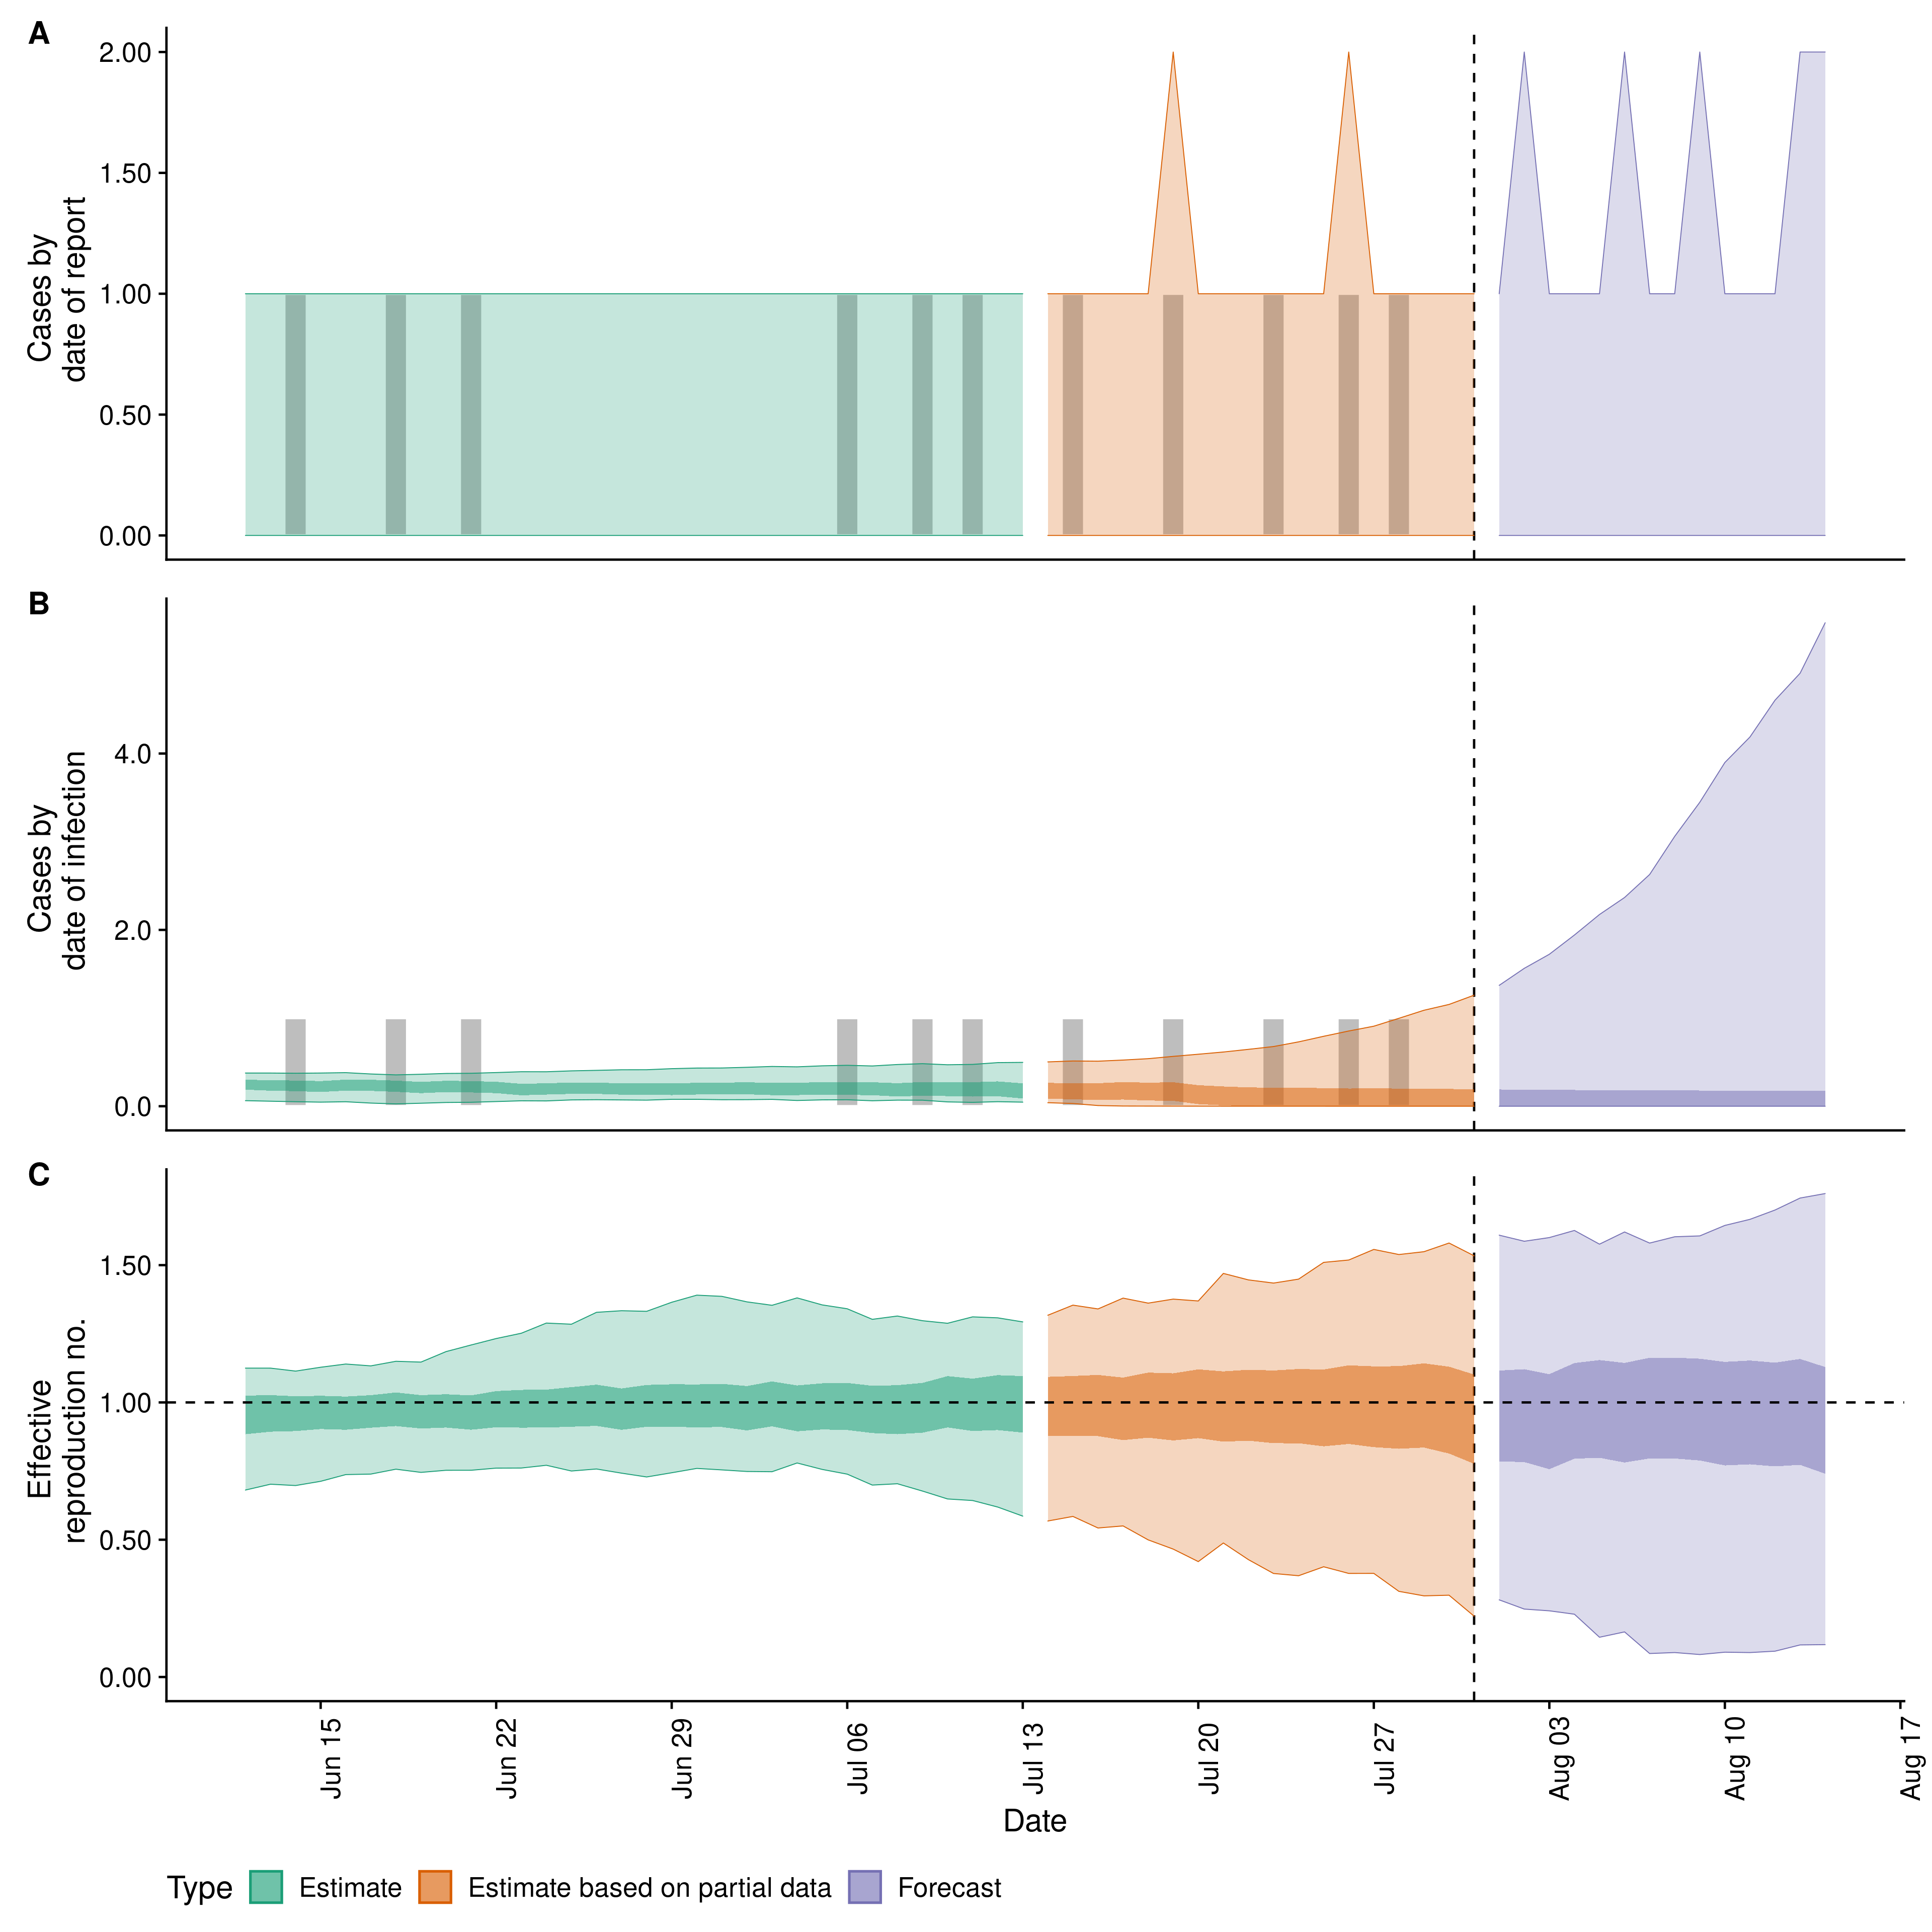 A
2.00
1.50
1.00
0.50
0.00
Cases by
date of report
B
4.0
2.0
0.0
Cases by
date of infection
C
1.50
1.00
0.50
0.00
Effective
reproduction no.
Jun 15
Jun 22
Jun 29
Jul 06
Jul 13
Jul 20
Jul 27
Aug 03
Aug 10
Aug 17
Date
Type Estimate Estimate based on partial data Forecast